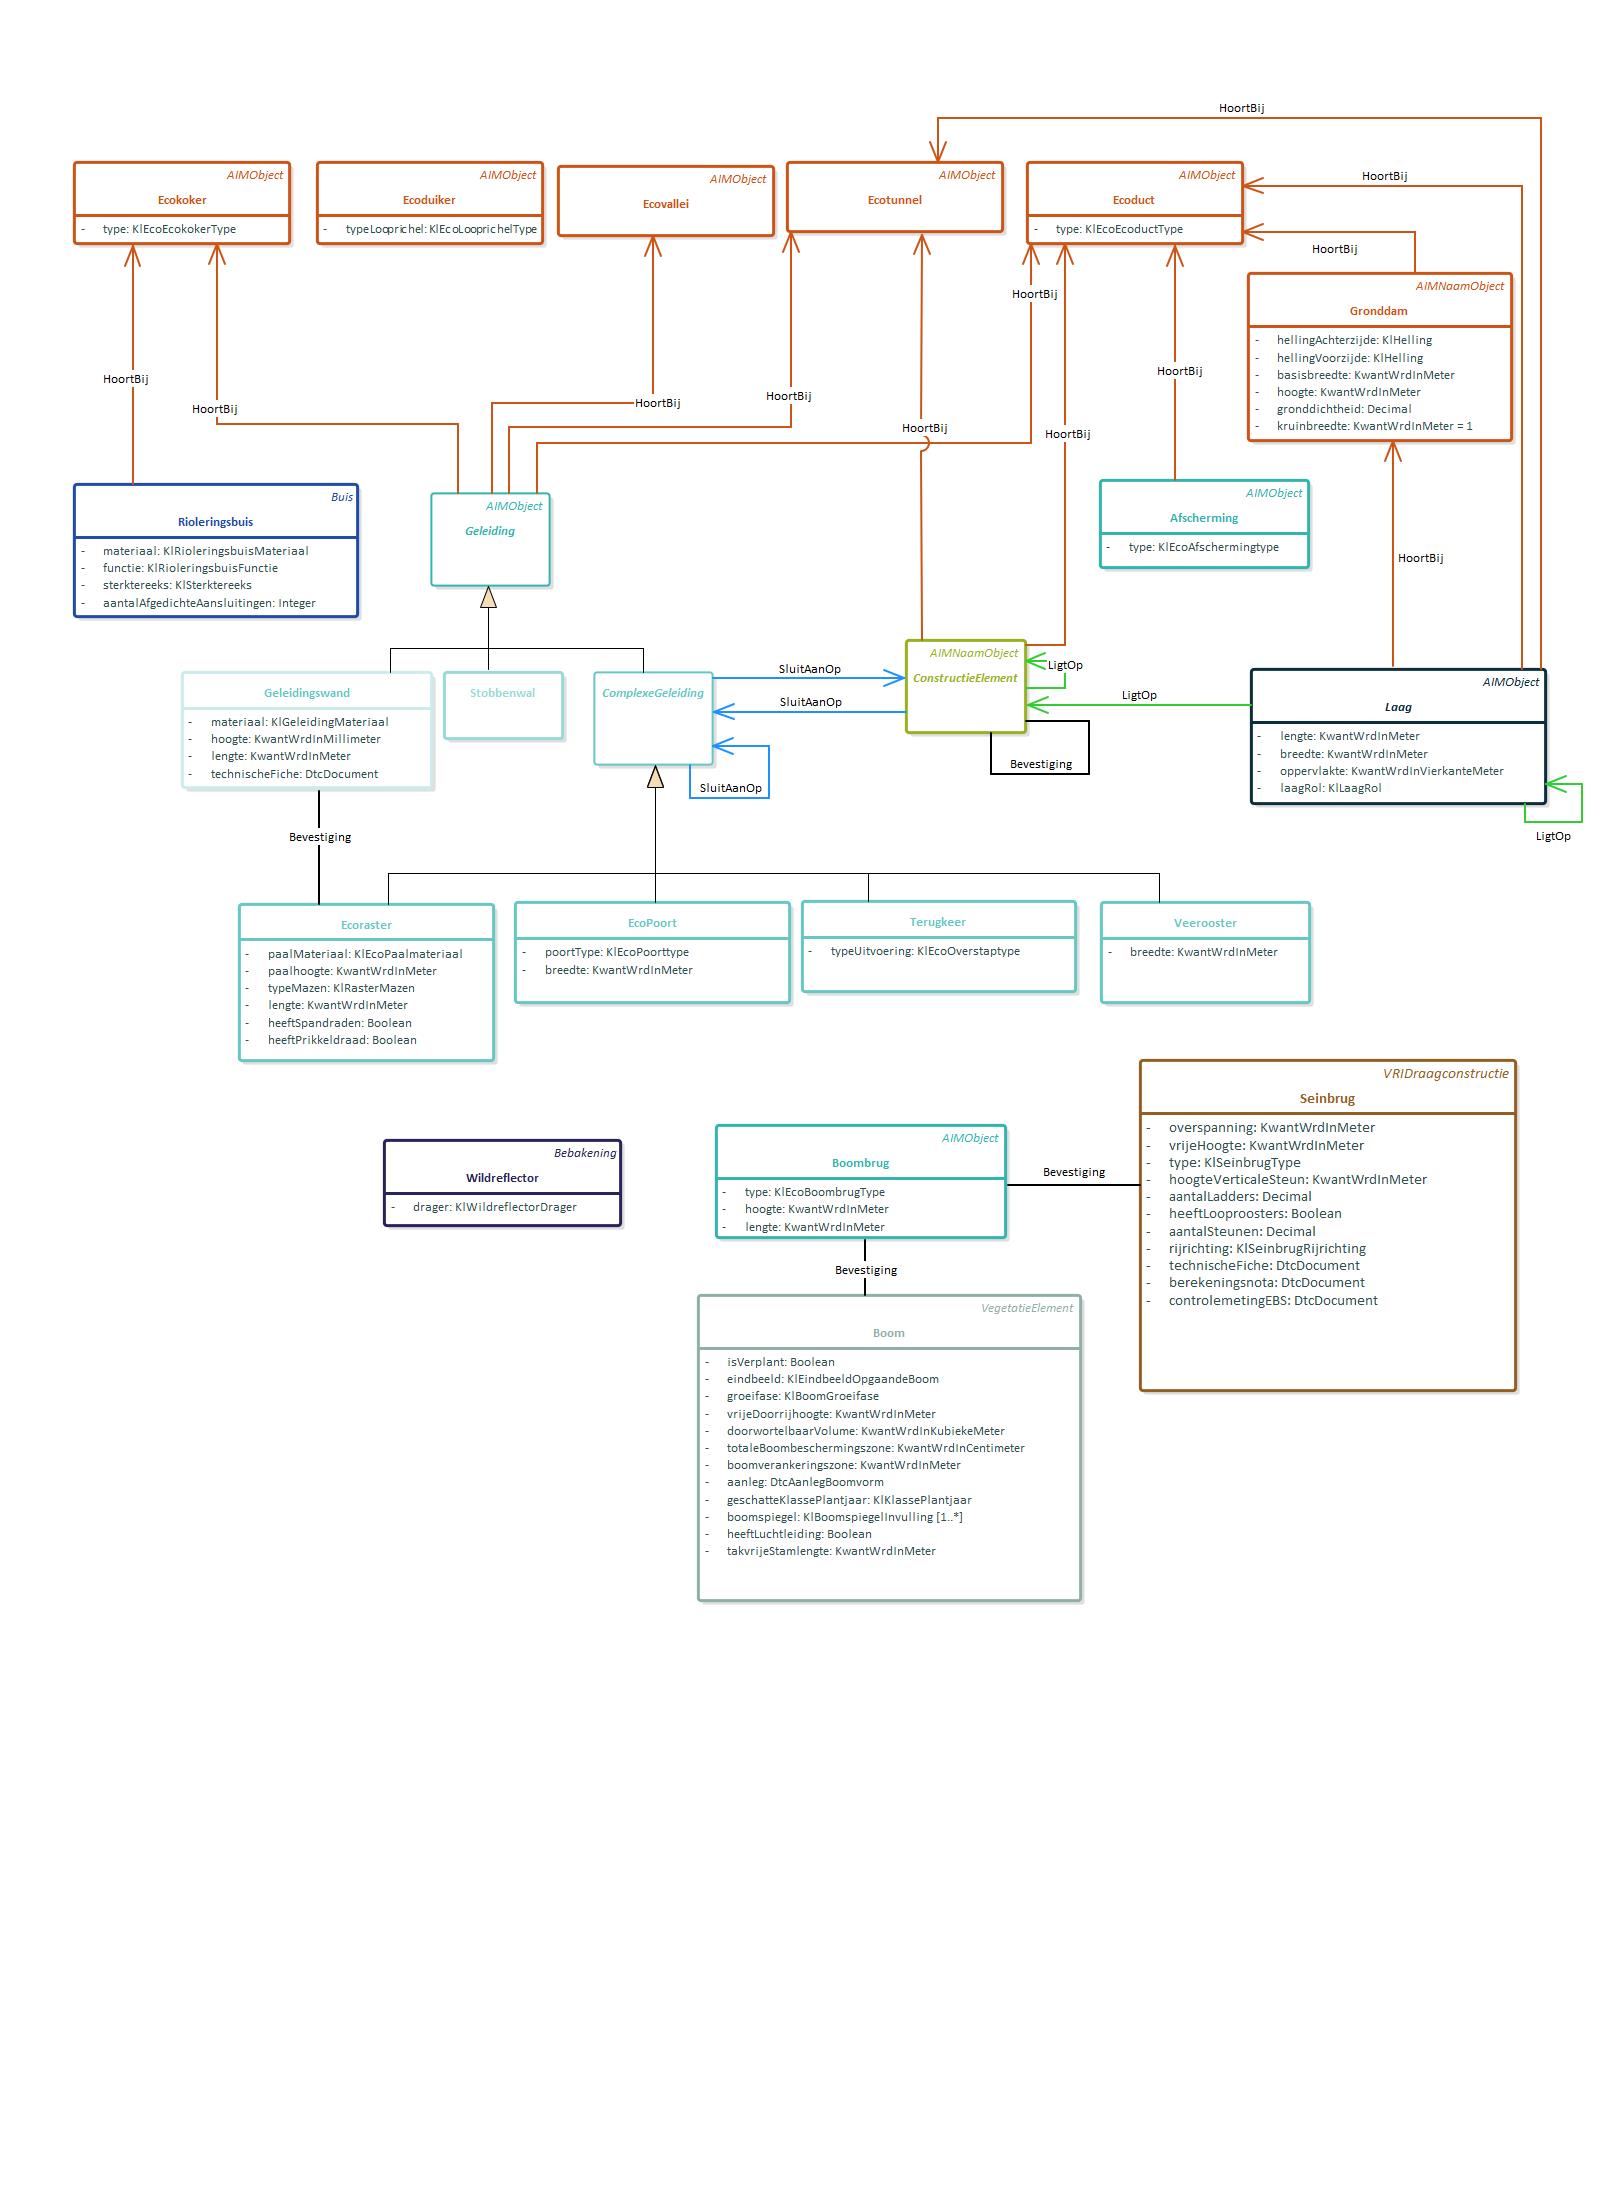 HoortBij
AIMObject
Ecokoker
- type: KlEcoEcokokerType
AIMObject
Ecoduiker
- typeLooprichel: KlEcoLooprichelType
AIMObject
Ecovallei
AIMObject
Ecotunnel
AIMObject
Ecoduct
- type: KlEcoEcoductType
HoortBij
HoortBij
HoortBij
AIMNaamObject
Gronddam
- hellingAchterzijde: KlHelling
- hellingVoorzijde: KlHelling
- basisbreedte: KwantWrdInMeter
- hoogte: KwantWrdInMeter
- gronddichtheid: Decimal
- kruinbreedte: KwantWrdInMeter = 1
HoortBij
HoortBij
HoortBij
HoortBij
HoortBij
HoortBij
HoortBij
Buis
Rioleringsbuis
- materiaal: KlRioleringsbuisMateriaal
- functie: KlRioleringsbuisFunctie
- sterktereeks: KlSterktereeks
- aantalAfgedichteAansluitingen: Integer
AIMObject
Geleiding
AIMObject
Afscherming
- type: KlEcoAfschermingtype
HoortBij
Geleidingswand
- materiaal: KlGeleidingMateriaal
- hoogte: KwantWrdInMillimeter
- lengte: KwantWrdInMeter
- technischeFiche: DtcDocument
Stobbenwal
ComplexeGeleiding
SluitAanOp
SluitAanOp
SluitAanOp
AIMNaamObject
ConstructieElement
LigtOp
LigtOp
Bevestiging
AIMObject
Laag
- lengte: KwantWrdInMeter
- breedte: KwantWrdInMeter
- oppervlakte: KwantWrdInVierkanteMeter
- laagRol: KlLaagRol
LigtOp
Bevestiging
Ecoraster
- paalMateriaal: KlEcoPaalmateriaal
- paalhoogte: KwantWrdInMeter
- typeMazen: KlRasterMazen
- lengte: KwantWrdInMeter
- heeftSpandraden: Boolean
- heeftPrikkeldraad: Boolean
EcoPoort
- poortType: KlEcoPoorttype
- breedte: KwantWrdInMeter
Terugkeer
- typeUitvoering: KlEcoOverstaptype
Veerooster
- breedte: KwantWrdInMeter
Bebakening
Wildreflector
- drager: KlWildreflectorDrager
AIMObject
Boombrug
- type: KlEcoBoombrugType
- hoogte: KwantWrdInMeter
- lengte: KwantWrdInMeter
Bevestiging
VRIDraagconstructie
Seinbrug
- overspanning: KwantWrdInMeter
- vrijeHoogte: KwantWrdInMeter
- type: KlSeinbrugType
- hoogteVerticaleSteun: KwantWrdInMeter
- aantalLadders: Decimal
- heeftLooproosters: Boolean
- aantalSteunen: Decimal
- rijrichting: KlSeinbrugRijrichting
- technischeFiche: DtcDocument
- berekeningsnota: DtcDocument
- controlemetingEBS: DtcDocument
Bevestiging
VegetatieElement
Boom
- isVerplant: Boolean
- eindbeeld: KlEindbeeldOpgaandeBoom
- groeifase: KlBoomGroeifase
- vrijeDoorrijhoogte: KwantWrdInMeter
- doorwortelbaarVolume: KwantWrdInKubiekeMeter
- totaleBoombeschermingszone: KwantWrdInCentimeter
- boomverankeringszone: KwantWrdInMeter
- aanleg: DtcAanlegBoomvorm
- geschatteKlassePlantjaar: KlKlassePlantjaar
- boomspiegel: KlBoomspiegelInvulling [1..*]
- heeftLuchtleiding: Boolean
- takvrijeStamlengte: KwantWrdInMeter